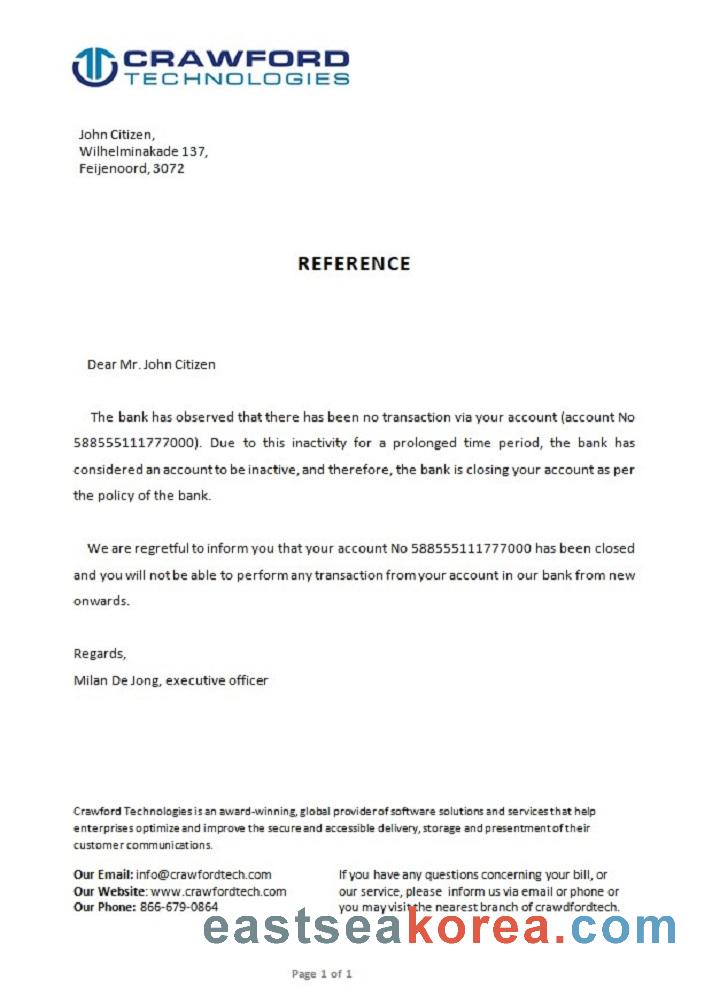 CRAWFORD
TECHNOLOGIES
John Citizen,
Wilhelminakade 137,
Feijenoord, 3072
REFERENCE
Dear Mr. John Citizen
The bank has observed that there has been no transaction via your account (account No
588555111777000). Due to this inactivity for a prolonged time period, the bank has
considered an account to be inactive, and therefore, the bank is closing your account as per
the policy of the bank.
We are regretful to inform you that your account No 588555111777000 has been closed
and you will not be able to perform any transaction from your account in our bank from new
onwards.
Regards,
Milan De Jong, executive officer
Crawford Technologies is an award-winning, global provider of software solutions and services that help
enterprises optimize and improve the secure and accessible delivery, storage and presentment of their
customer communications.
Our Email: info@crawfordtech.com
Our Website: www.crawfordtech.com
Our Phone: 866-679-0864
If you have any questions concerning your bill, or
our service, please inform us via email or phone or
you may visit the nearest branch of crawdfordtech.
eastseakorea.com
Page 1 of 1